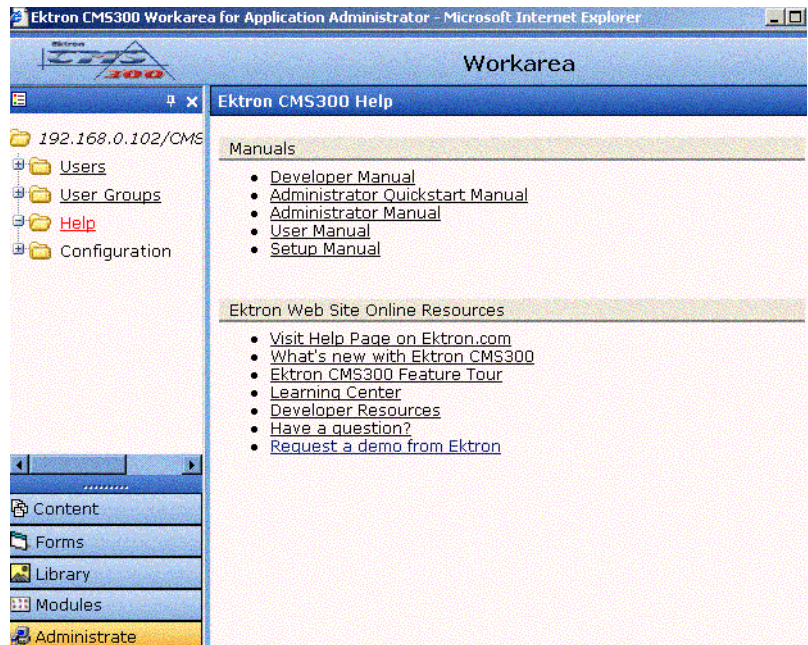 Ektron CMS300 Workarea for Application Administrator - Microsoft Internet Explorer
Ektron
CMS
300
Workarea
Ektron CMS300 Help
192.168.0.102/CMS
Users
User Groups
Help
Configuration
Content
Forms
Library
Modules
Administrate
Manuals
Developer Manual
Administrator Quickstart Manual
Administrator Manual
User Manual
Setup Manual
Ektron Web Site Online Resources
Visit Help Page on Ektron.com
What's new with Ektron CMS300
Ektron CMS300 Feature Tour
Learning Center
Developer Resources
Have a question?
Request a demo from Ektron